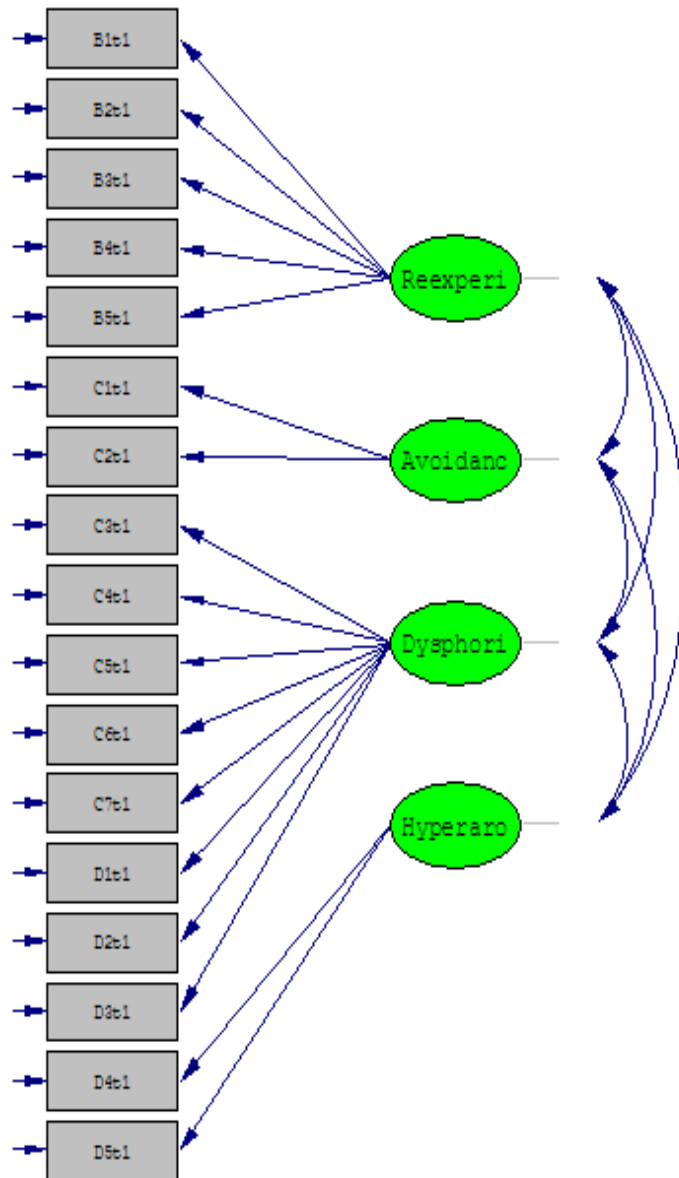 B1t1
B2t1
B3t1
B4t1
Reexperi
B5t1
C1t1
C2t1
Avoidanc
C3t1
C4t1
Dysphori
C5t1
C6t1
C7t1
Hyperaro
D1t1
D2t1
D3t1
D4t1
D5t1